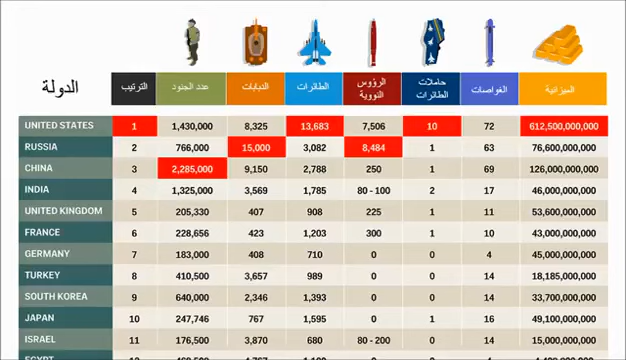 الدولة الترتيب عدد الجنود الدبابات الطائرات الرؤوس النووية حاملات الطائرات الغواصات الميزانية
UNITED STATES 1 1,430,000 8,325 13,683 7,506 10 72 612,500,000,000
RUSSIA 2 766,000 15,000 3,082 8,484 1 63 76,600,000,000
CHINA 3 2,285,000 9,150 2,788 250 1 69 126,000,000,000
INDIA 4 1,325,000 3,569 1,785 80 - 100 2 17 46,000,000,000
UNITED KINGDOM 5 205,330 407 908 225 1 11 53,600,000,000
FRANCE 6 228,656 423 1,203 300 1 10 43,000,000,000
GERMANY 7 183,000 408 710 0 0 4 45,000,000,000
TURKEY 8 410,500 3,657 989 0 0 14 18,185,000,000
SOUTH KOREA 9 640,000 2,346 1,393 0 0 14 33,700,000,000
JAPAN 10 247,746 767 1,595 0 1 16 49,100,000,000
ISRAEL 11 176,500 3,870 680 80 - 200 0 14 15,000,000,000
EGYPT